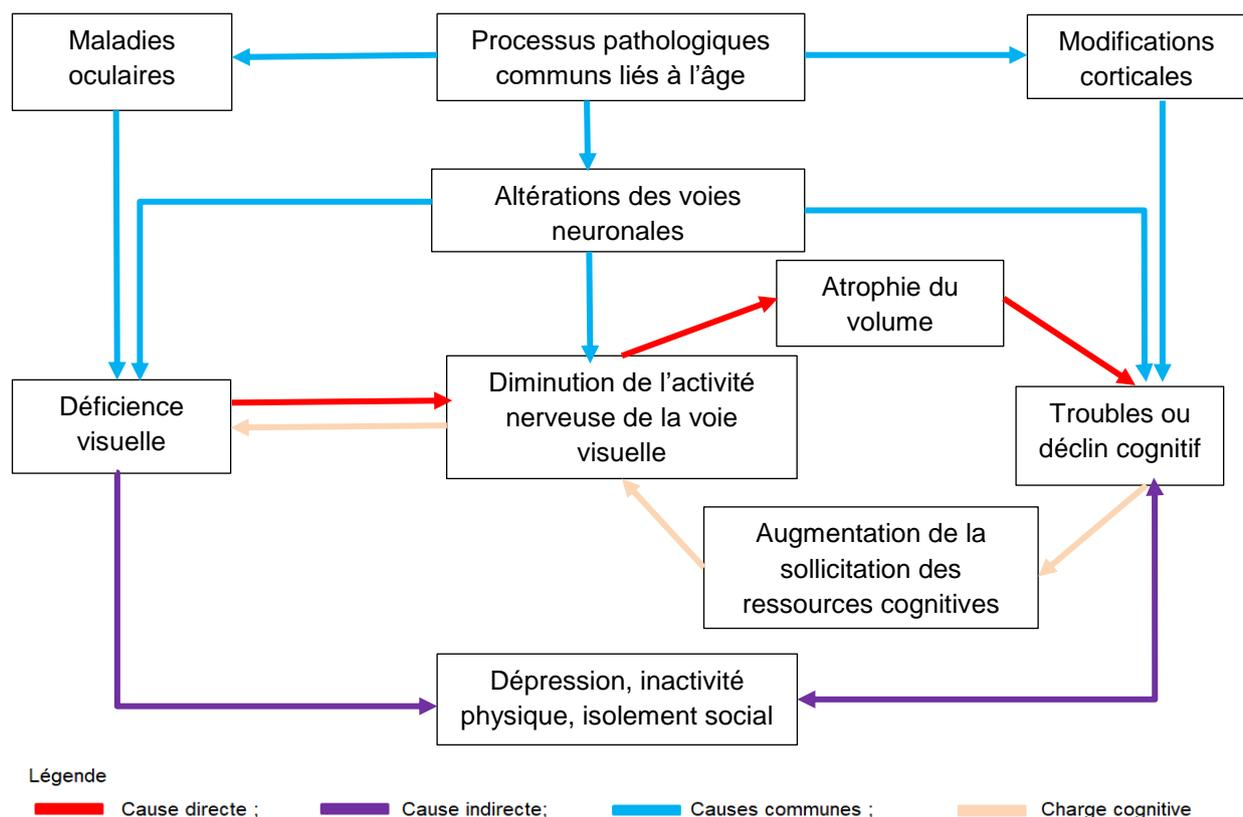 Maladies
oculaires
Processus pathologiques
communs liés à l’âge
Modifications
corticales
Altérations des voies
neuronales
Atrophie du
volume
Déficience
visuelle
Diminution de l’activité
nerveuse de la voie
visuelle
Troubles ou
déclin cognitif
Augmentation de la
sollicitation des
ressources cognitives
Dépression, inactivité
physique, isolement social
Légende
Cause directe ;
Cause indirecte;
Causes communes ;
Charge cognitive